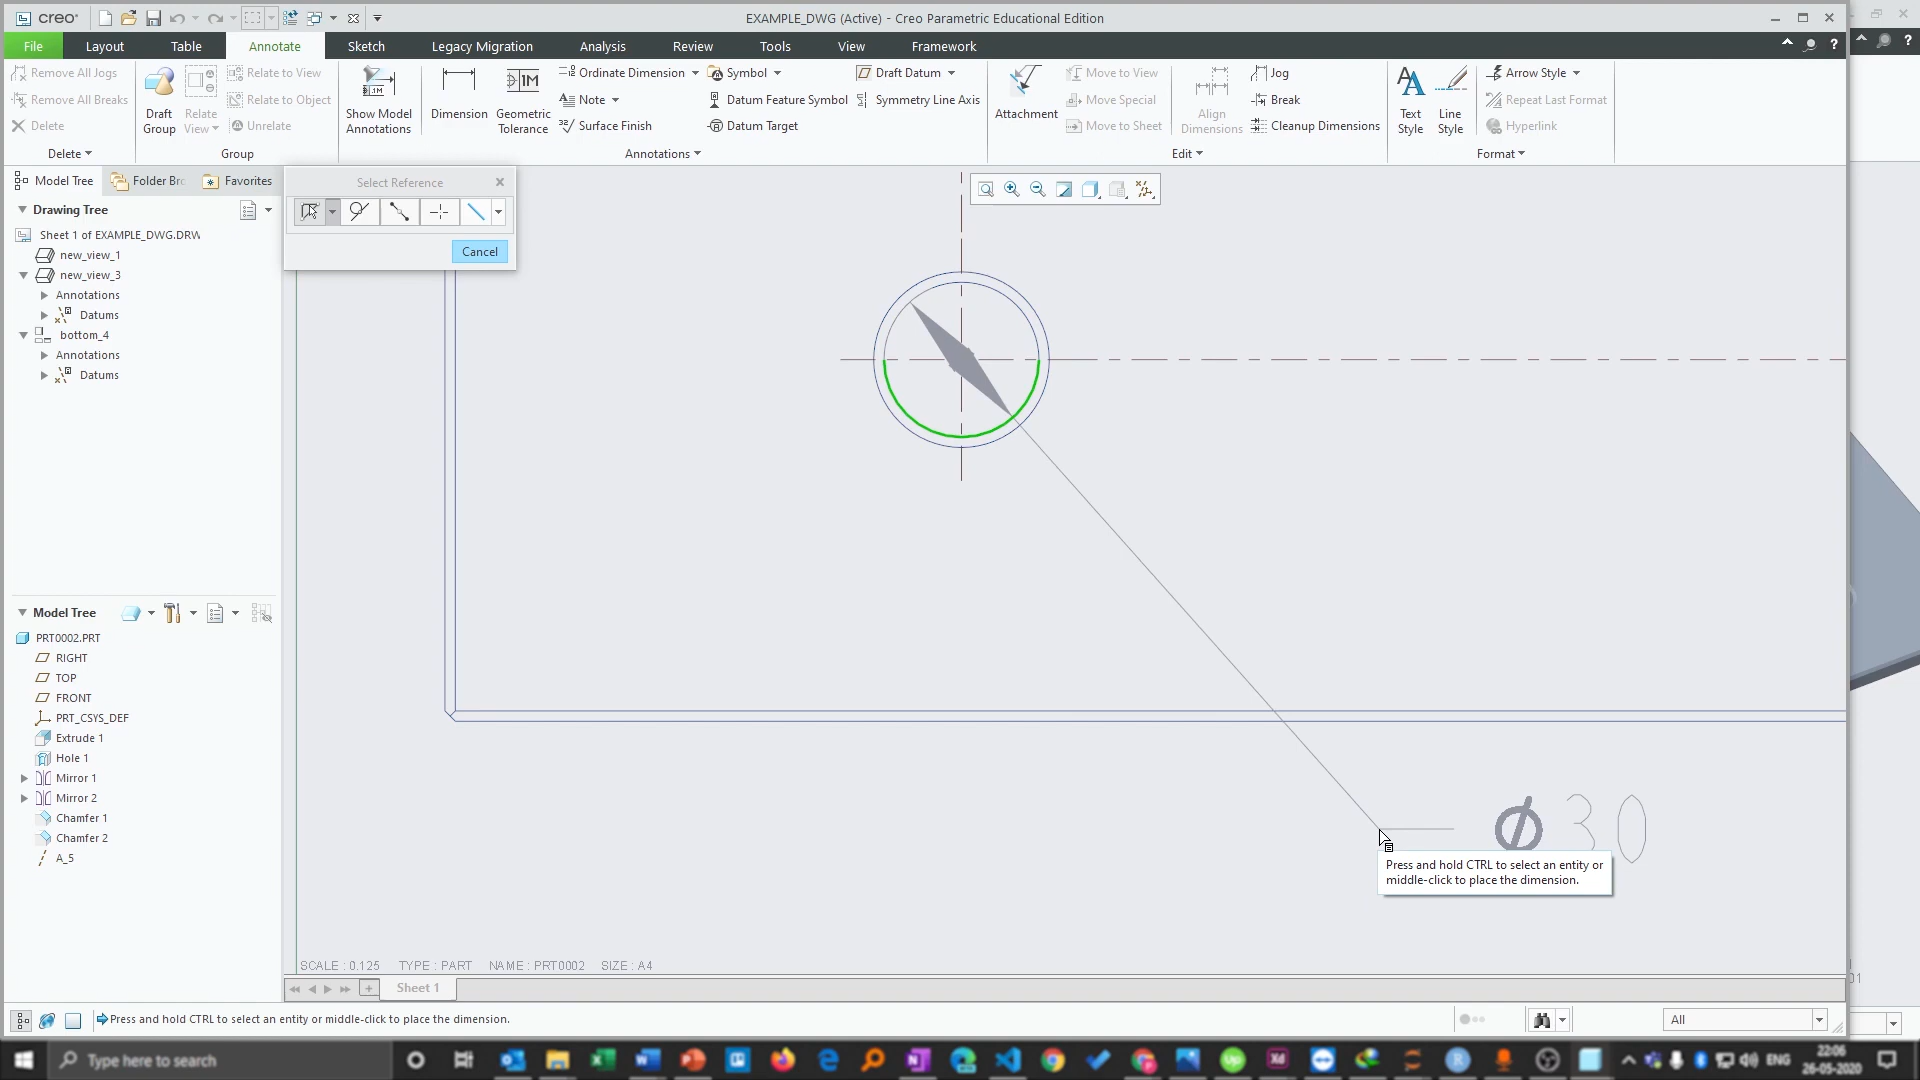 creo
EXAMPLE_DWG (Active) - Creo Parametric Educational Edition
File Layout Table Annotate Sketch Legacy Migration Analysis Review Tools View Framework
Remove All Jogs
Remove All Breaks
Delete
Delete
Draft Group
Relate View
Relate to View
Relate to Object
Unrelate
Group
Show Model Annotations
Dimension
Geometric Tolerance
Ordinate Dimension
Note
Surface Finish
Symbol
Datum Feature Symbol
Datum Target
Draft Datum
Symmetry Line Axis
Annotations
Attachment
Move to View
Move Special
Move to Sheet
Align Dimensions
Jog
Break
Cleanup Dimensions
Edit
Text Style
Line Style
Arrow Style
Repeat Last Format
Hyperlink
Format
Model Tree Folder Br Favorites
Drawing Tree
Sheet 1 of EXAMPLE_DWG.DRW
new_view_1
new_view_3
Annotations
Datums
bottom_4
Annotations
Datums
Select Reference
Cancel
Model Tree
PRT0002.PRT
RIGHT
TOP
FRONT
PRT_CSYS_DEF
Extrude 1
Hole 1
Mirror 1
Mirror 2
Chamfer 1
Chamfer 2
A_5
ϕ 30
Press and hold CTRL to select an entity or
middle-click to place the dimension.
SCALE : 0.125 TYPE : PART NAME : PRT0002 SIZE : A4
Sheet 1
Press and hold CTRL to select an entity or middle-click to place the dimension.
All
Type here to search
ENG
22:06
26-05-2020